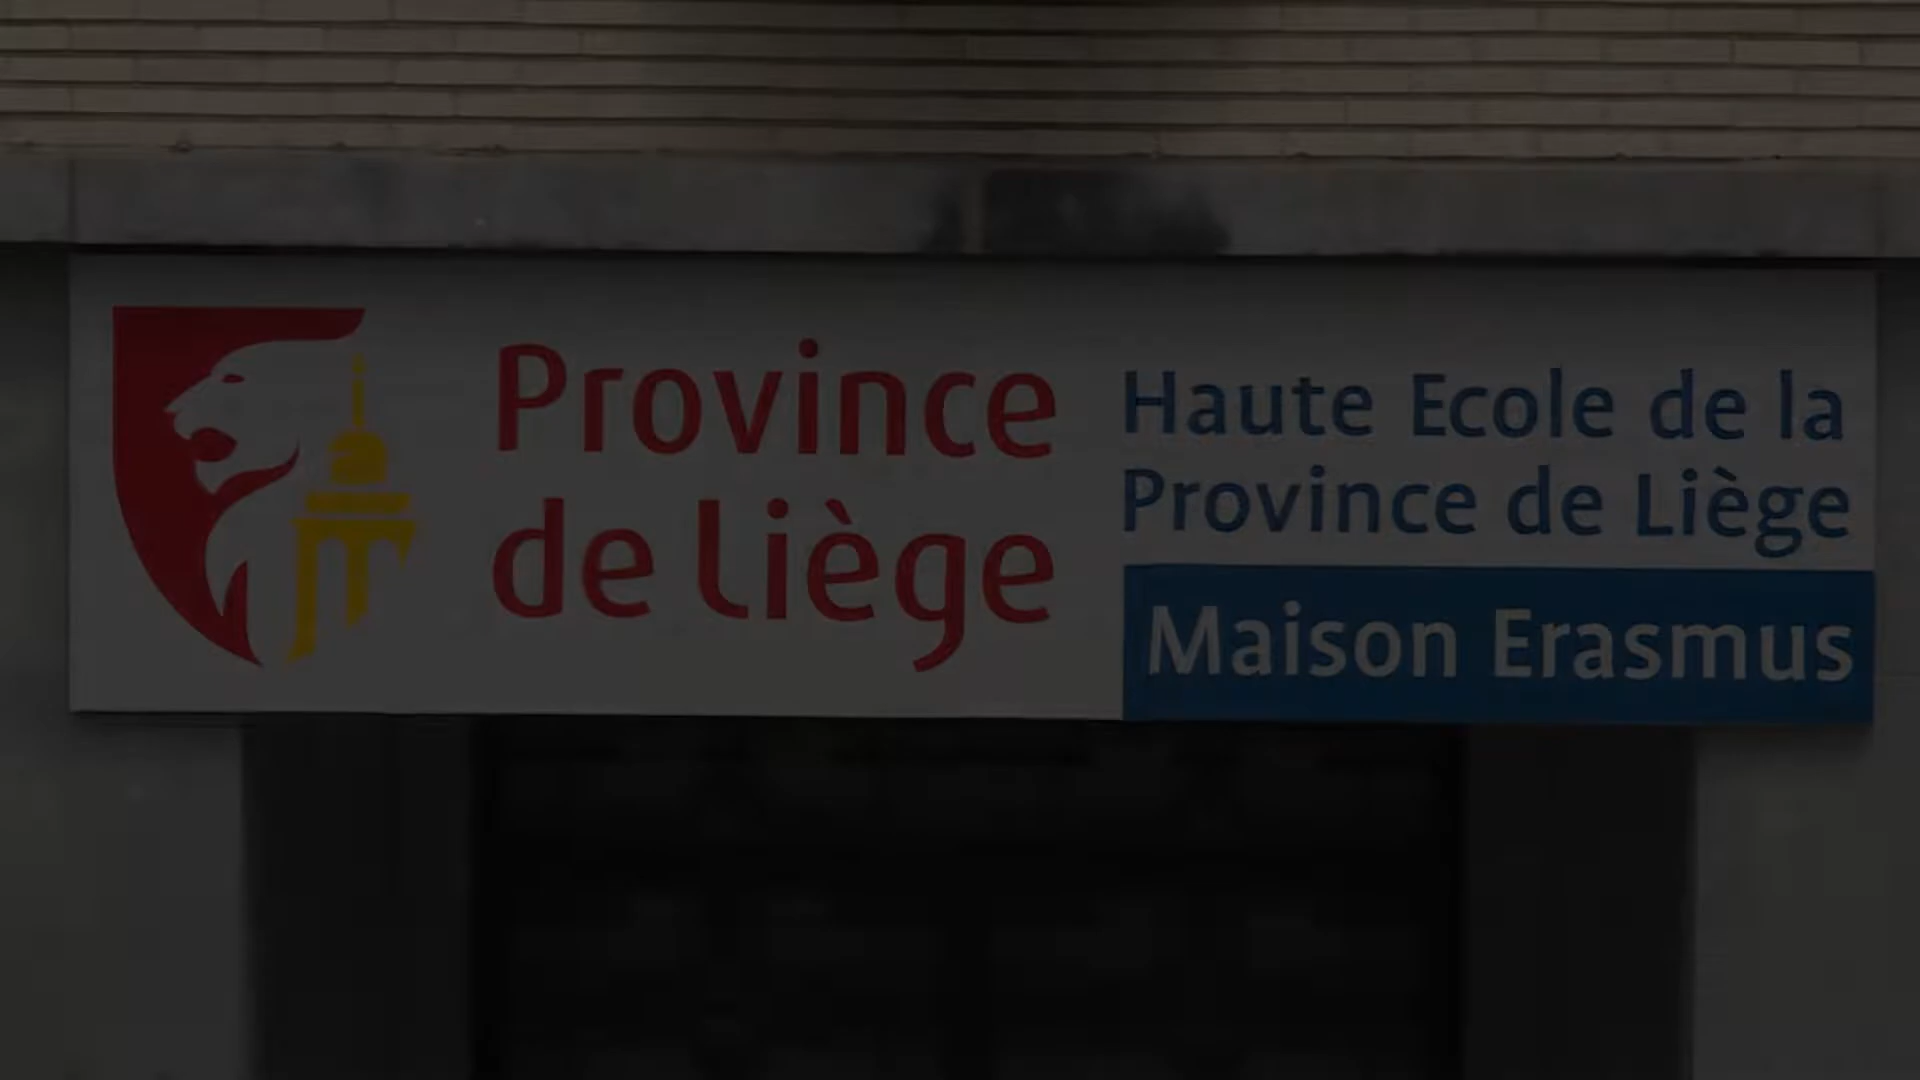 Province
de Liège
Haute Ecole de la
Province de Liège
Maison Erasmus